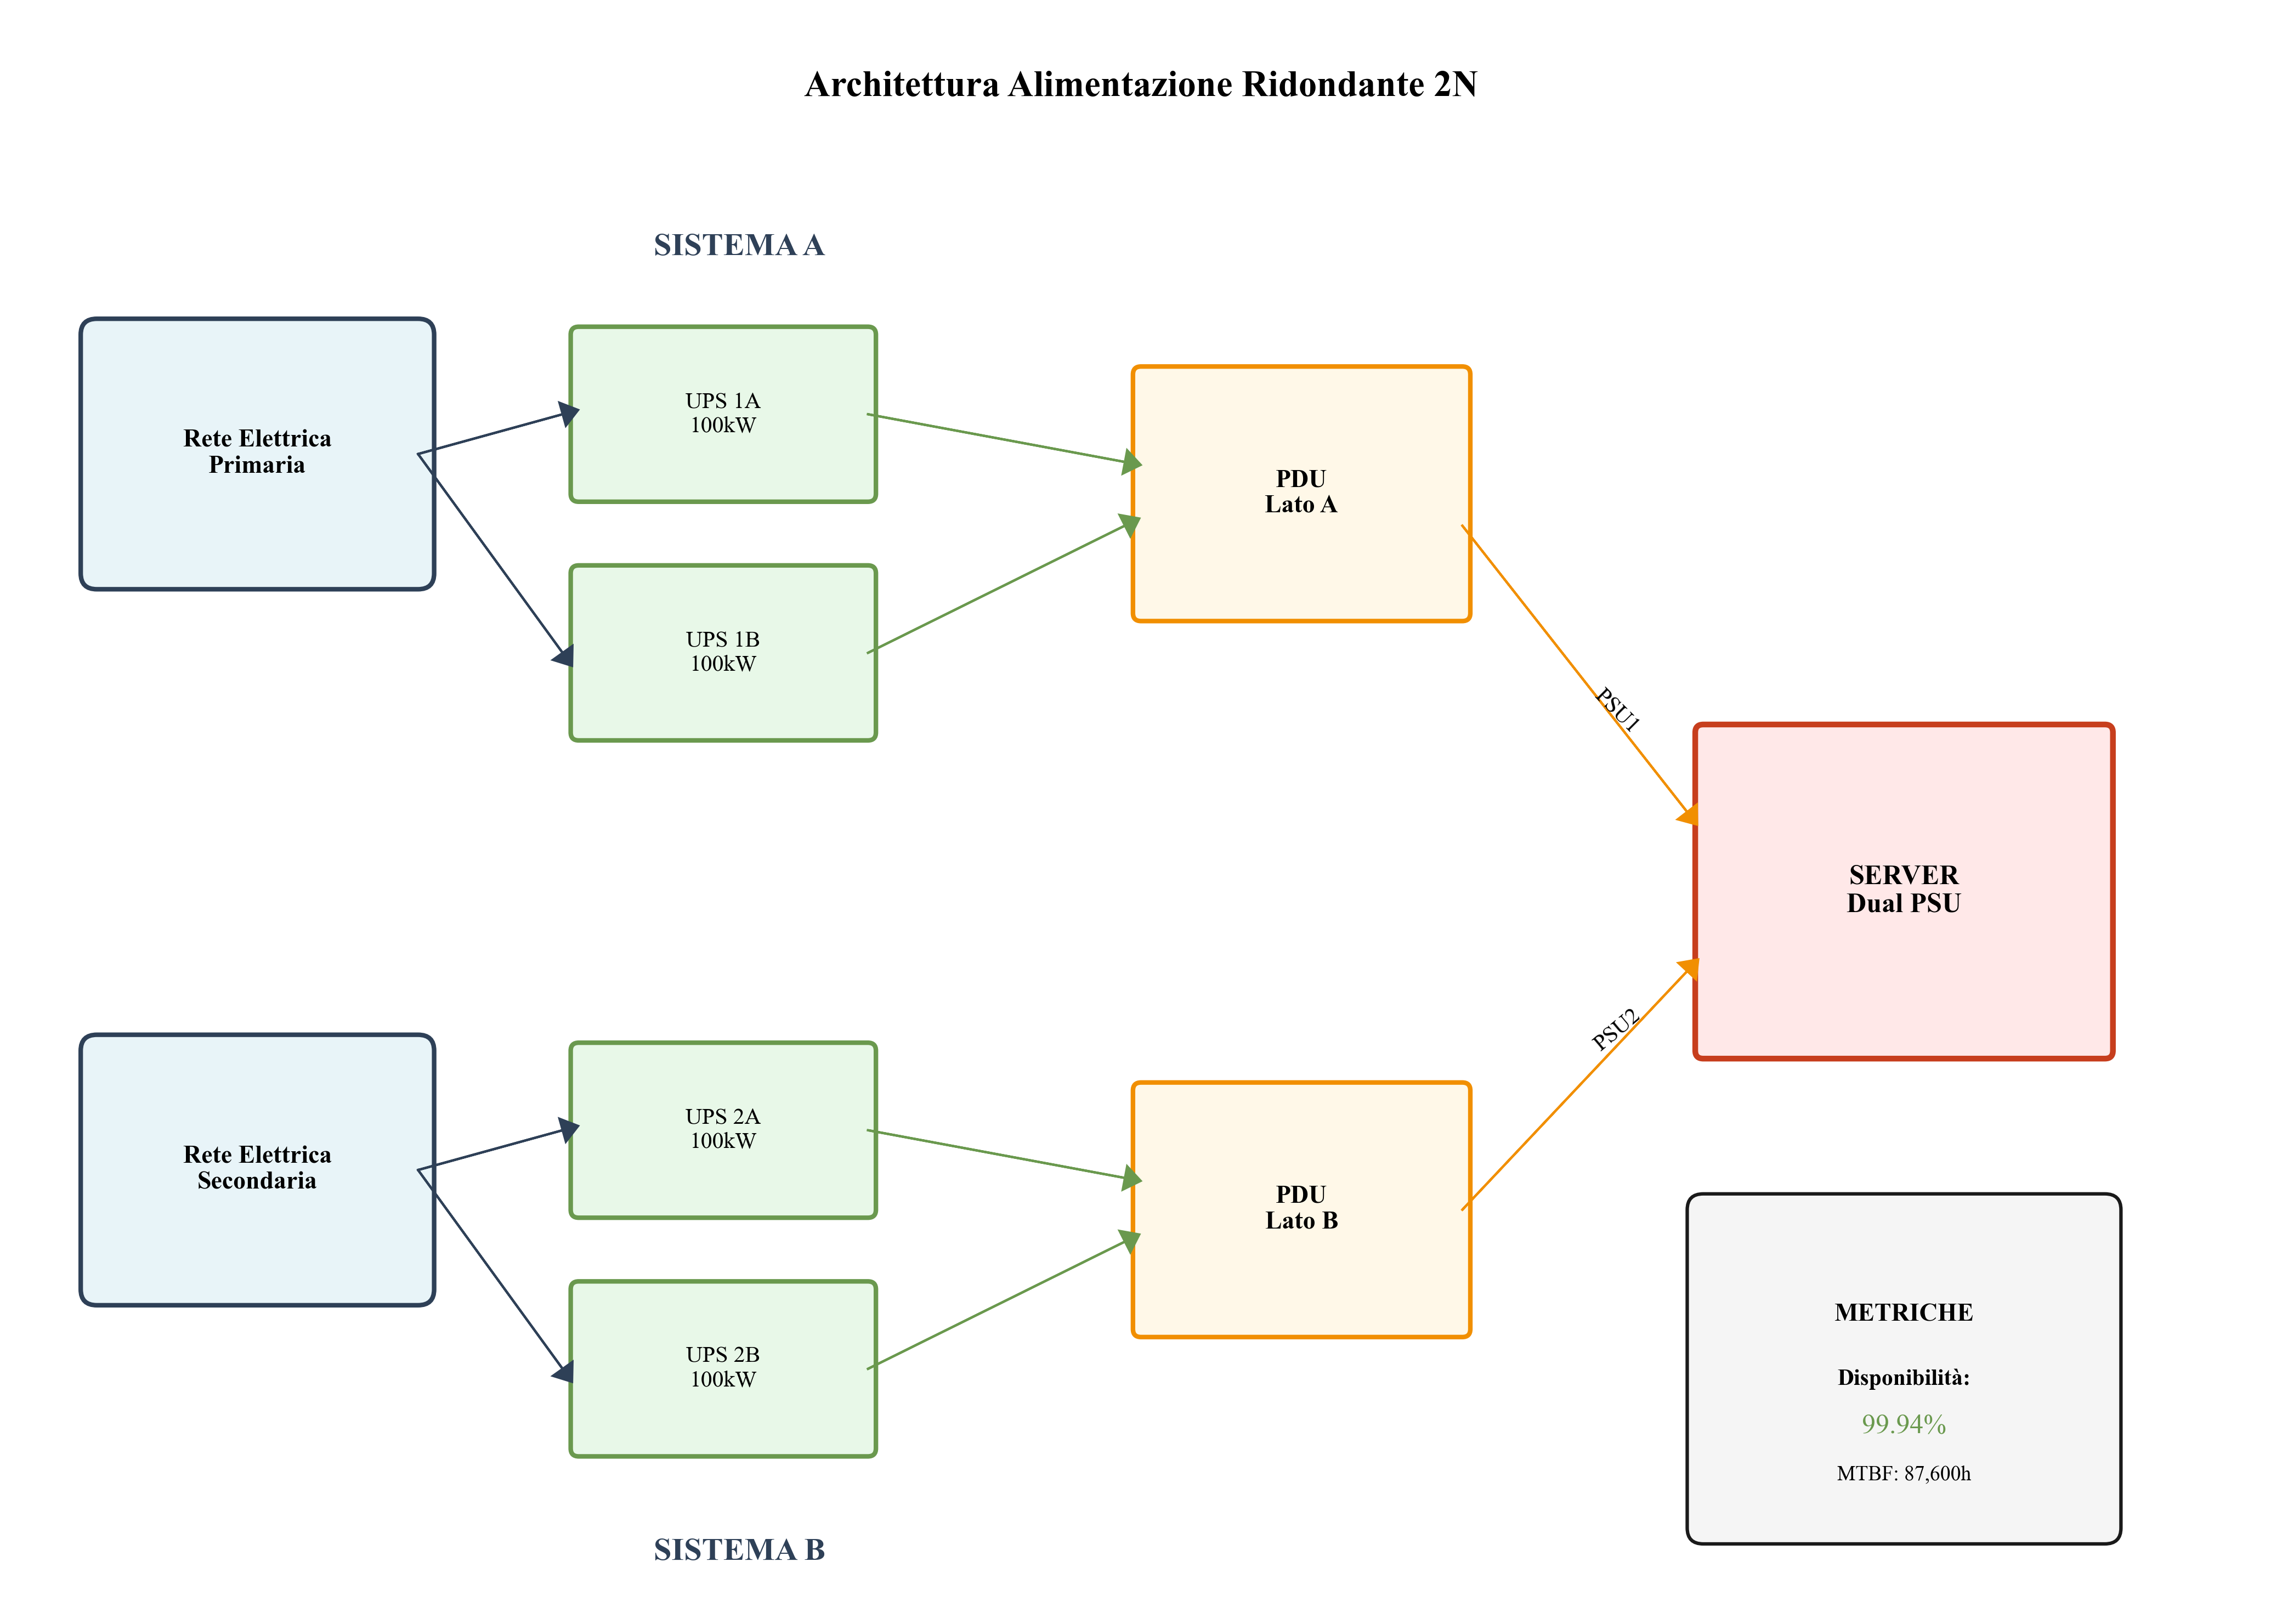 Architettura Alimentazione Ridondante 2N
SISTEMA A
Rete Elettrica
Primaria
UPS 1A
100kW
UPS 1B
100kW
PDU
Lato A
PSU1
SERVER
Dual PSU
PSU2
Rete Elettrica
Secondaria
UPS 2A
100kW
UPS 2B
100kW
PDU
Lato B
METRICHE
Disponibilità:
99.94%
MTBF: 87,600h
SISTEMA B